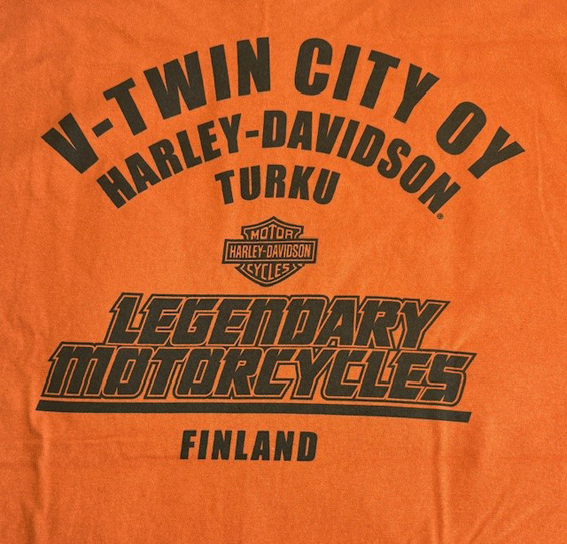 V-TWIN CITY OY
HARLEY-DAVIDSON®
TURKU
MOTOR
HARLEY-DAVIDSON
CYCLES
LEGENDARY
MOTORCYCLES
FINLAND